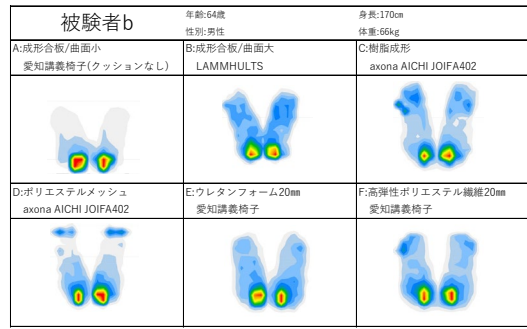 被験者b
年齢:64歳
性別:男性
身長:170cm
体重:66kg
A:成形合板/曲面小
愛知講義椅子(クッションなし)
B:成形合板/曲面大
LAMMHULTS
C:樹脂成形
axona AICHI JOIFA402
D:ポリエステルメッシュ
axona AICHI JOIFA402
E:ウレタンフォーム20㎜
愛知講義椅子
F:高弾性ポリエステル繊維20㎜
愛知講義椅子